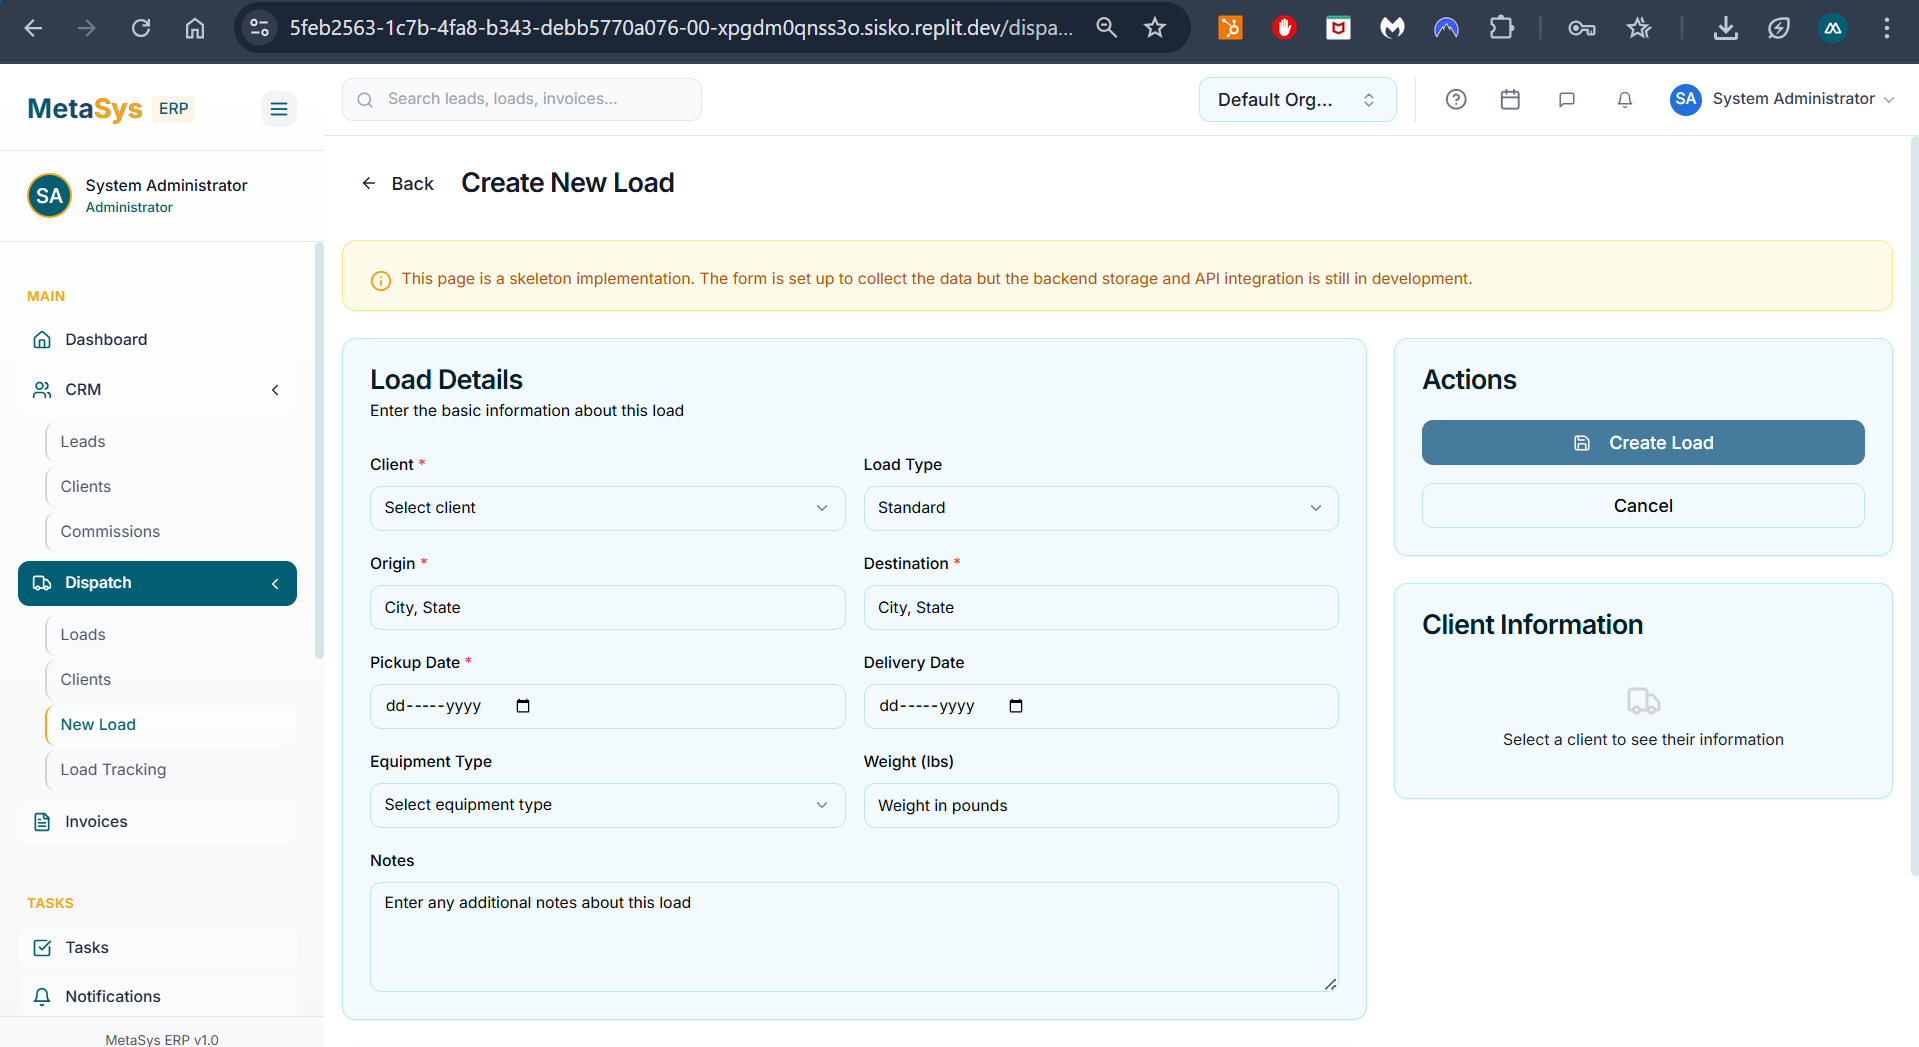 5feb2563-1c7b-4fa8-b343-debb5770a076-00-xpgdm0qnss3o.sisko.replit.dev/dispa...
MetaSys ERP
Search leads, loads, invoices...
Default Org...
SA System Administrator
SA
System Administrator
Administrator
MAIN
Dashboard
CRM
Leads
Clients
Commissions
Dispatch
Loads
Clients
New Load
Load Tracking
Invoices
TASKS
Tasks
Notifications
MetaSys ERP v1.0
Back
Create New Load
This page is a skeleton implementation. The form is set up to collect the data but the backend storage and API integration is still in development.
Load Details
Enter the basic information about this load
Client * Load Type
Select client Standard
Origin * Destination *
City, State City, State
Pickup Date * Delivery Date
dd-----yyyy dd-----yyyy
Equipment Type Weight (lbs)
Select equipment type Weight in pounds
Notes
Enter any additional notes about this load
Actions
Create Load
Cancel
Client Information
Select a client to see their information